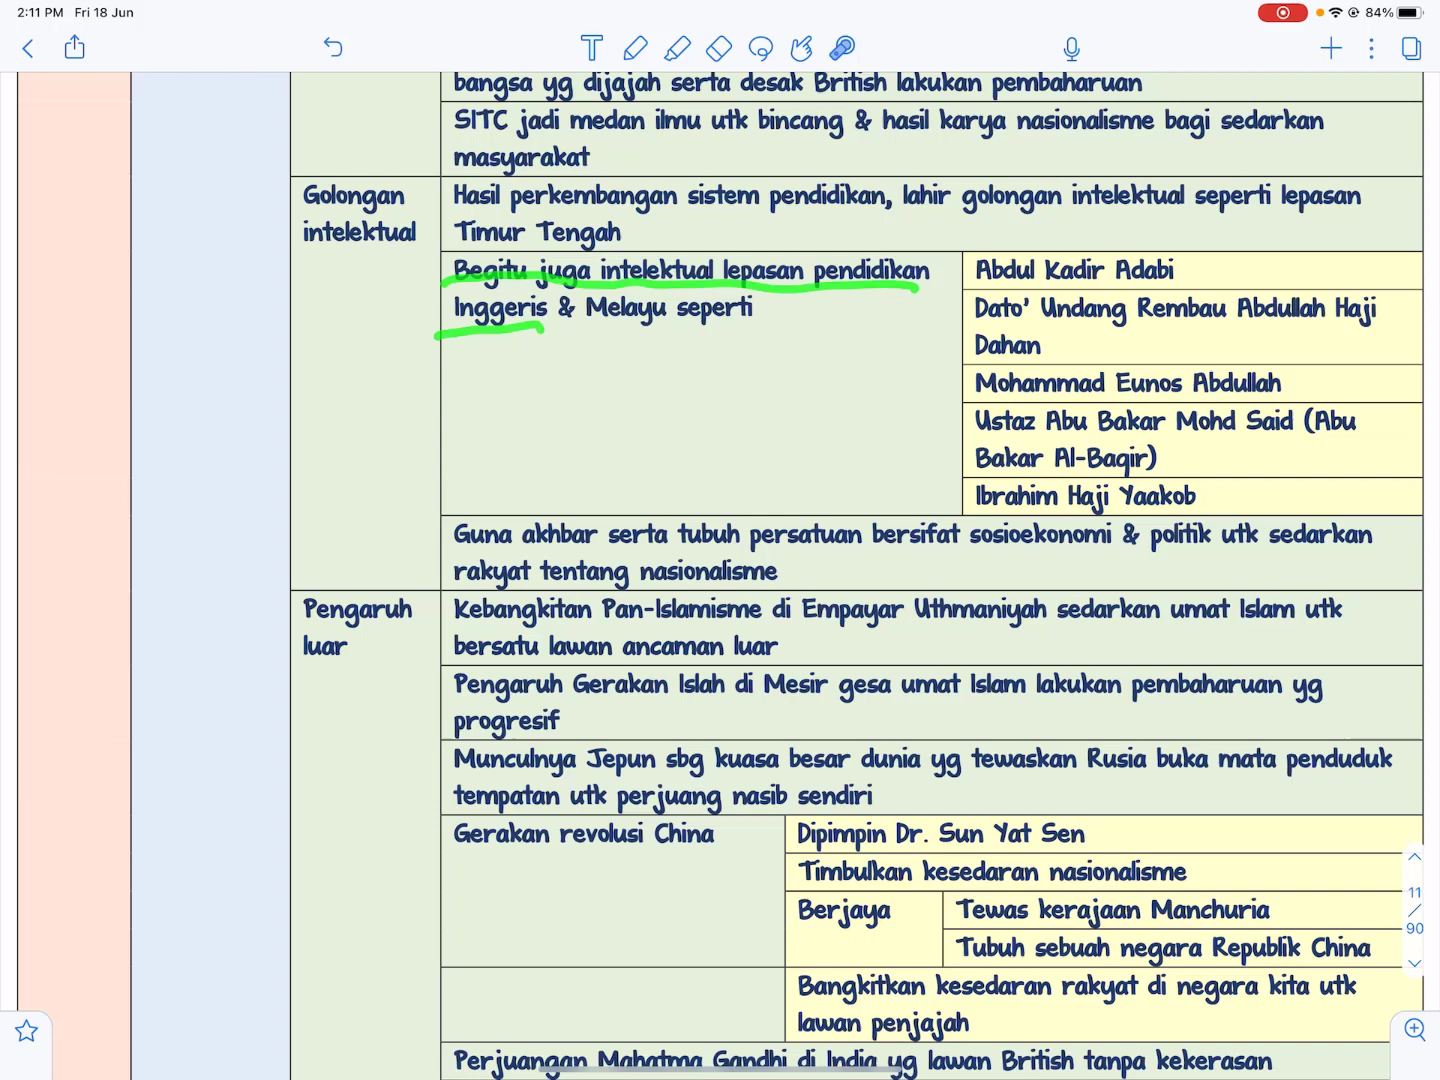 2:11 PM Fri 18 Jun
84%
bangsa yg dijajah serta desak British lakukan pembaharuan
SITC jadi medan ilmu utk bincang & hasil karya nasionalisme bagi sedarkan
masyarakat
Golongan
intelektual
Hasil perkembangan sistem pendidikan, lahir golongan intelektual seperti lepasan
Timur Tengah
Begitu juga intelektual lepasan pendidikan
Inggeris & Melayu seperti
Abdul Kadir Adabi
Dato' Undang Rembau Abdullah Haji
Dahan
Mohammad Eunos Abdullah
Ustaz Abu Bakar Mohd Said (Abu
Bakar Al-Baqir)
Ibrahim Haji Yaakob
Guna akhbar serta tubuh persatuan bersifat sosioekonomi & politik utk sedarkan
rakyat tentang nasionalisme
Pengaruh
luar
Kebangkitan Pan-Islamisme di Empayar Uthmaniyah sedarkan umat Islam utk
bersatu lawan ancaman luar
Pengaruh Gerakan Islah di Mesir gesa umat Islam lakukan pembaharuan yg
progresif
Munculnya Jepun sbg kuasa besar dunia yg tewaskan Rusia buka mata penduduk
tempatan utk perjuang nasib sendiri
Gerakan revolusi China
Dipimpin Dr. Sun Yat Sen
Timbulkan kesedaran nasionalisme
Berjaya
Tewas kerajaan Manchuria
Tubuh sebuah negara Republik China
Bangkitkan kesedaran rakyat di negara kita utk
lawan penjajah
Perjuangan Mahatma Gandhi di India yg lawan British tanpa kekerasan
11
/
90